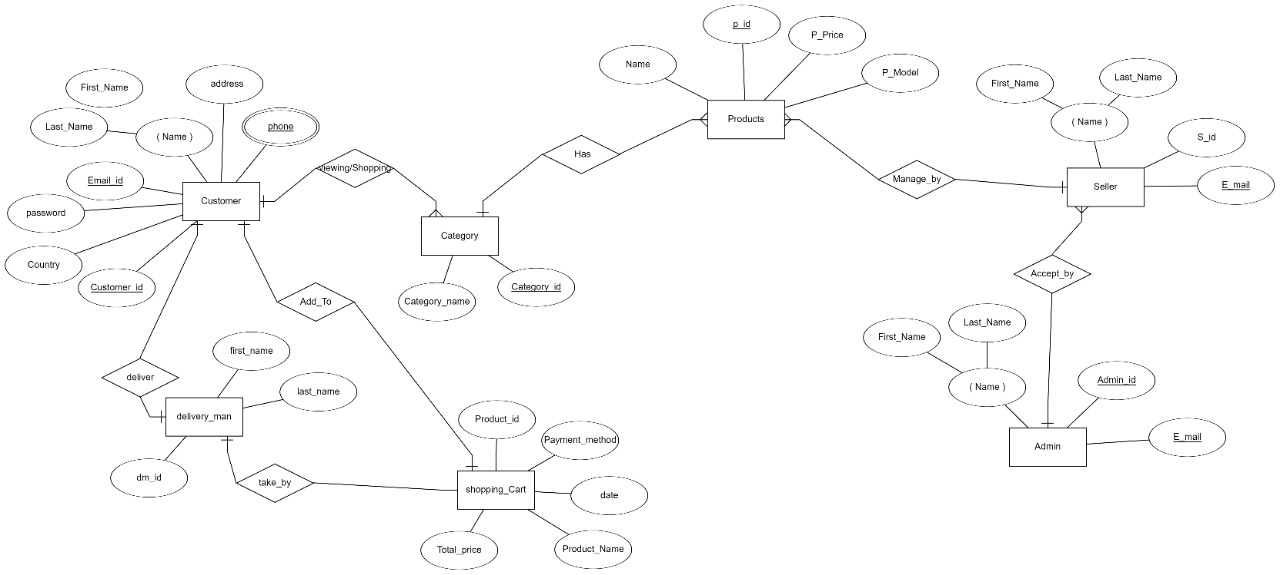 p_id
P_Price
Name
P_Model
Products
First_Name
address
Last_Name
( Name )
phone
Email_id
password
Customer
Country
Customer_id
viewing/Shopping
Has
Category
Category_name
Category_id
Manage_by
First_Name
Last_Name
( Name )
S_id
E_mail
Seller
Accept_by
First_Name
Last_Name
( Name )
Admin_id
E_mail
Admin
Add_To
deliver
first_name
last_name
delivery_man
dm_id
take_by
Product_id
Payment_method
shopping_Cart
date
Total_price
Product_Name